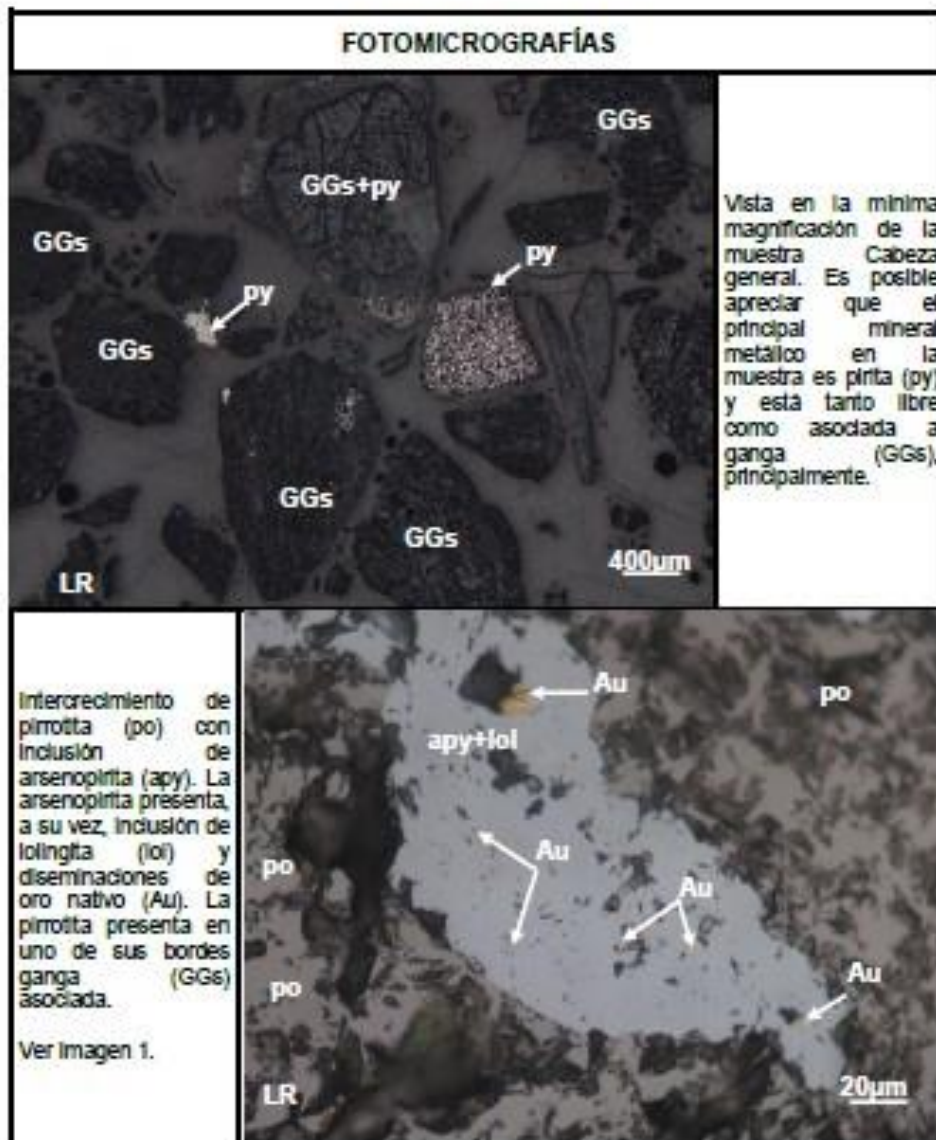 FOTOMICROGRAFÍAS
GGs
GGs+py
GGs
py
py
GGs
GGs
GGs
LR
400µm
Vista en la mínima
magnificación de la
muestra Cabeza
general. Es posible
apreciar que el
principal mineral
metálico en la
muestra es pirita (py)
y está tanto libre
como asociada a
ganga (GGs),
principalmente.
Intercrecimiento de
pirrotita (po) con
inclusión de
arsenopirita (apy). La
arsenopirita presenta,
a su vez, inclusión de
lolingita (lol) y
diseminaciones de
oro nativo (Au). La
pirrotita presenta en
uno de sus bordes
ganga (GGs)
asociada.
Ver Imagen 1.
Au
po
apy+lol
Au
po
Au
Au
po
LR
20µm